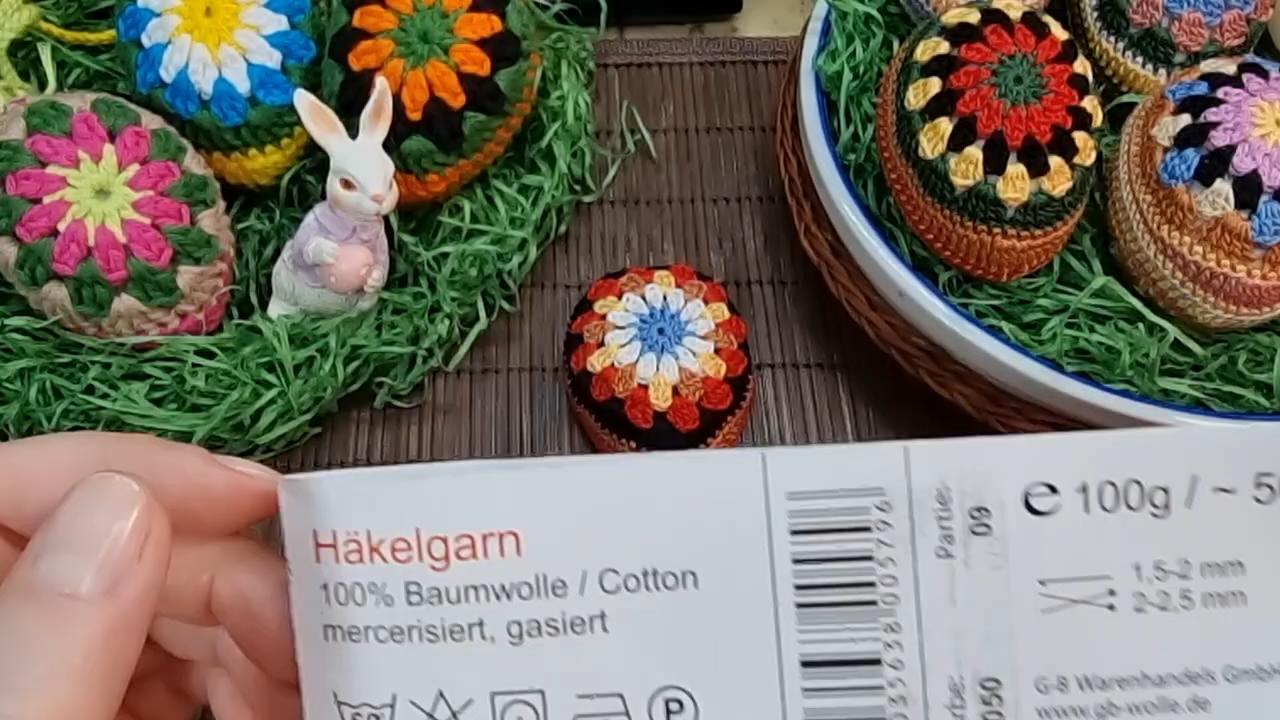 Häkelgarn
100% Baumwolle / Cotton
mercerisiert, gasiert
035638005796
Partie:
09
050
e 100g / ~
1,5-2 mm
2-2,5 mm
G-B Warenhandels GmbH
www.gb-wolle.de
P